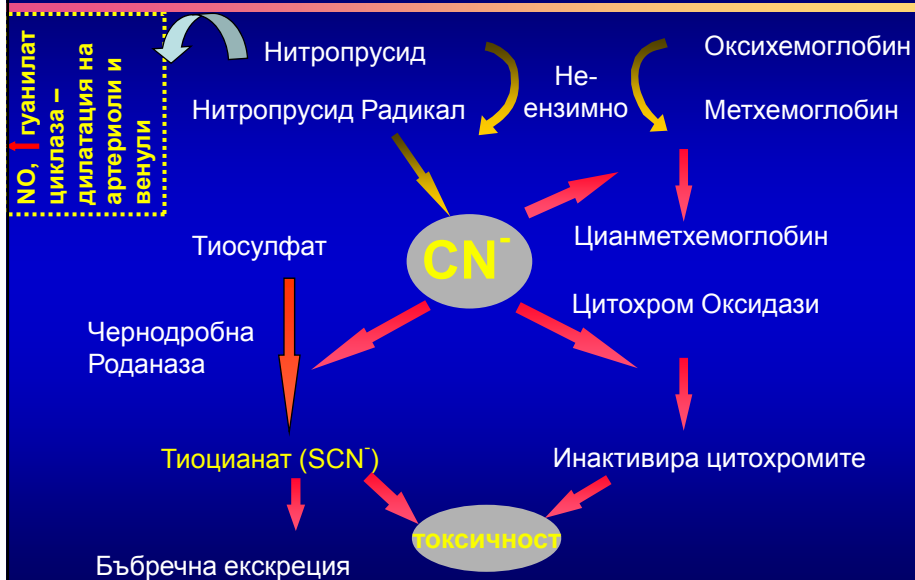 NO, гуанилат
циклаза –
дилатация на
артериоли и
венули
Нитропрусид
Оксихемоглобин
Не-
ензимно
Нитропрусид Радикал
Метхемоглобин
CN⁻
Тиосулфат
Цианметхемоглобин
Цитохром Оксидази
Чернодробна
Роданаза
Тиоцианат (SCN⁻)
Инактивира цитохромите
токсичност
Бъбречна екскреция